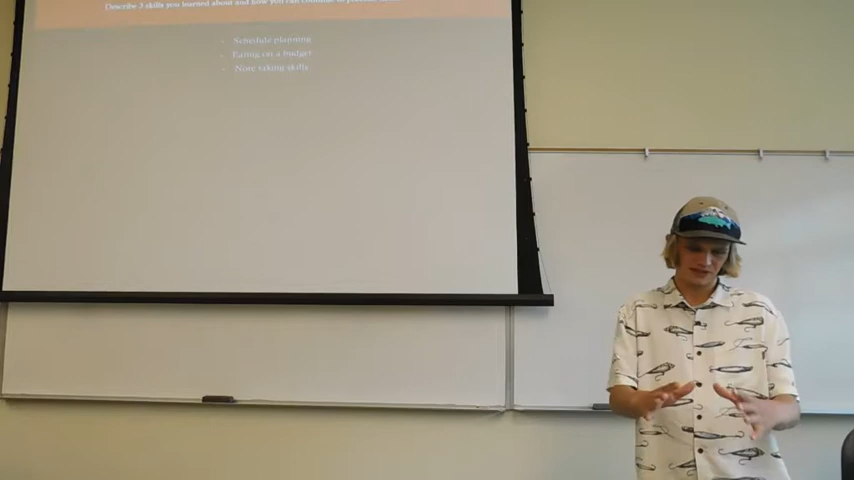 Describe 3 skills you learned about and how you can continue to
- Schedule planning
- Eating on a budget
- Note taking skills